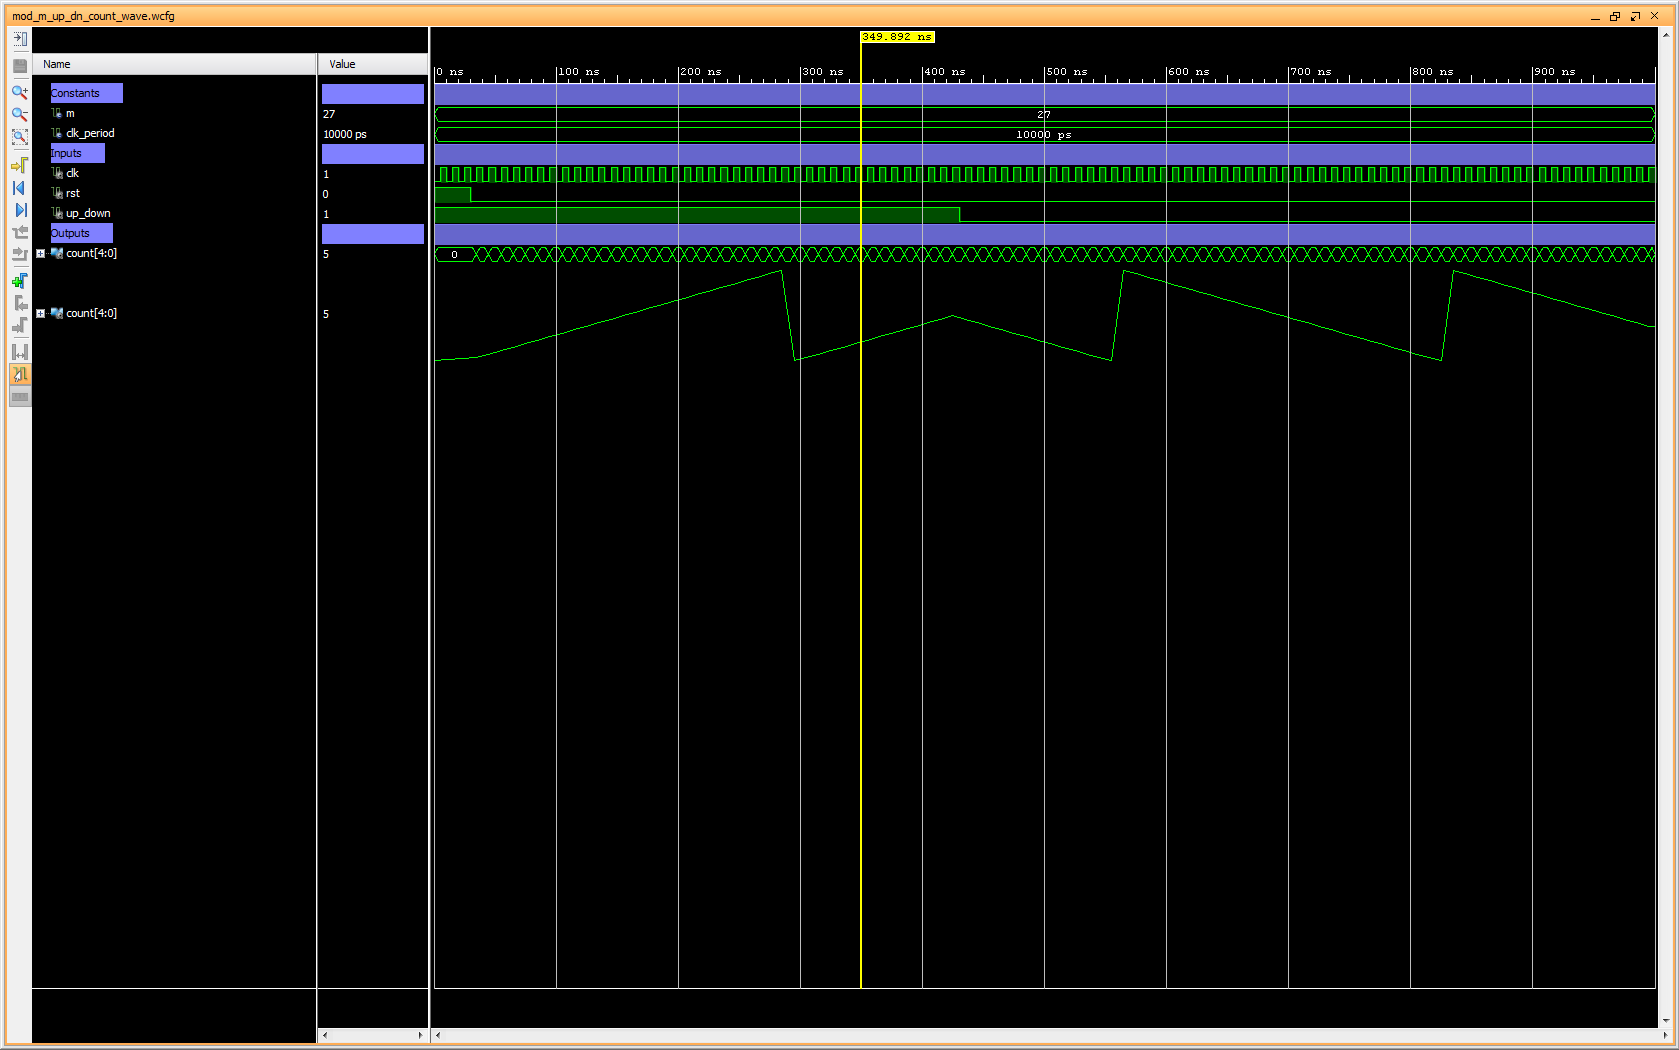 mod_m_up_dn_count_wave.wcfg
349.892 ns
Name Value
0 ns 100 ns 200 ns 300 ns 400 ns 500 ns 600 ns 700 ns 800 ns 900 ns
Constants
m 27 27
clk_period 10000 ps 10000 ps
Inputs
clk 1
rst 0
up_down 1
Outputs
count[4:0] 5 0
count[4:0] 5